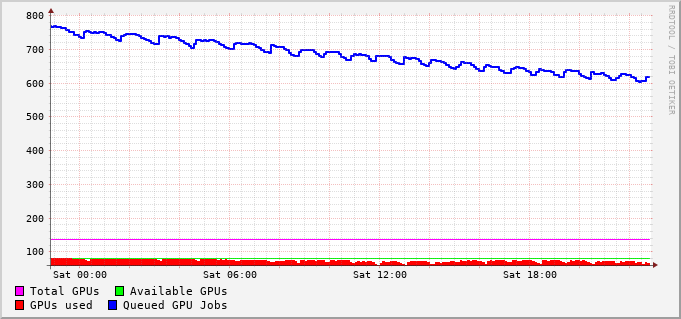 800
700
600
500
400
300
200
100
Sat 00:00 Sat 06:00 Sat 12:00 Sat 18:00
Total GPUs Available GPUs
GPUs used Queued GPU Jobs
RRDTOOL / TOBI OETIKER